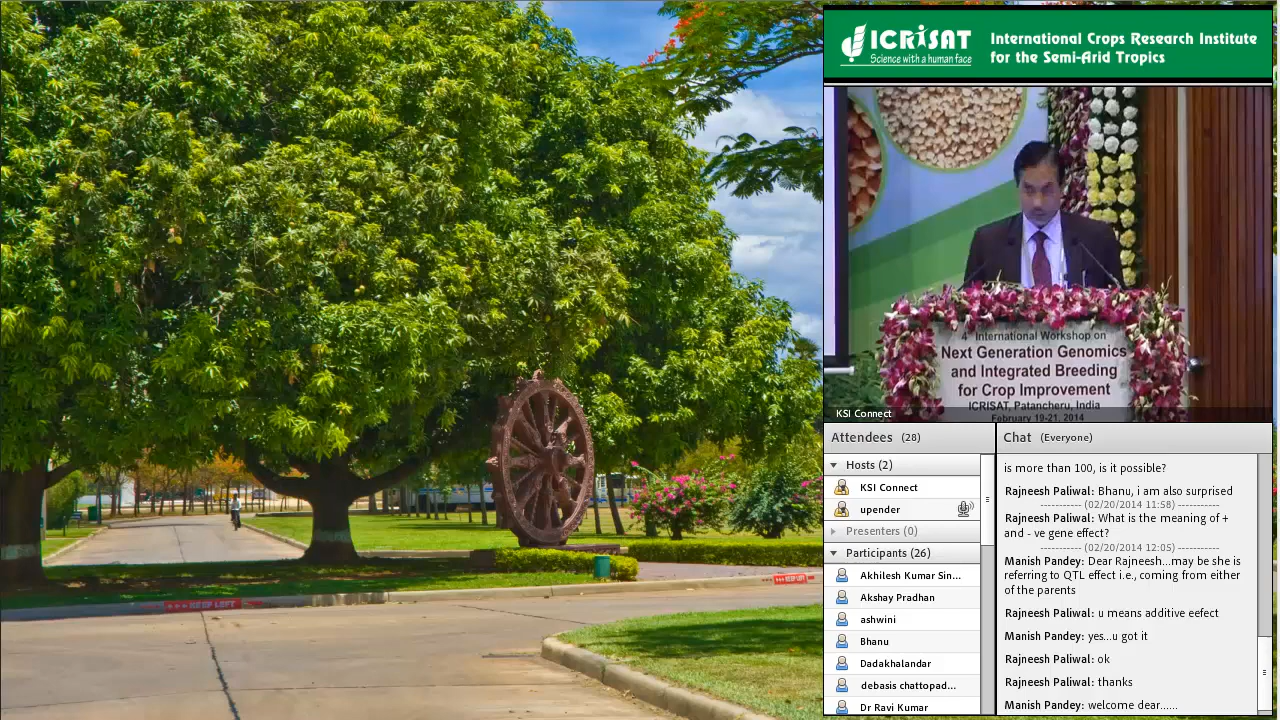 KEEP LEFT
KEEP LEFT
ICRISAT
Science with a human face
International Crops Research Institute
for the Semi-Arid Tropics
4th International Workshop on
Next Generation Genomics
and Integrated Breeding
for Crop Improvement
ICRISAT, Patancheru, India
February 19-21, 2014
KSI Connect
Attendees (28)
Hosts (2)
KSI Connect
upender
Presenters (0)
Participants (26)
Akhilesh Kumar Sin...
Akshay Pradhan
ashwini
Bhanu
Dadakhalandar
debasis chattopad...
Dr Ravi Kumar
Chat (Everyone)
is more than 100, is it possible?
Rajneesh Paliwal: Bhanu, i am also surprised
----------- (02/20/2014 11:58) -----------
Rajneesh Paliwal: What is the meaning of +
and - ve gene effect?
----------- (02/20/2014 12:05) -----------
Manish Pandey: Dear Rajneesh...may be she is
referring to QTL effect i.e., coming from either
of the parents
Rajneesh Paliwal: u means additive eefect
Manish Pandey: yes...u got it
Rajneesh Paliwal: ok
Rajneesh Paliwal: thanks
Manish Pandey: welcome dear......